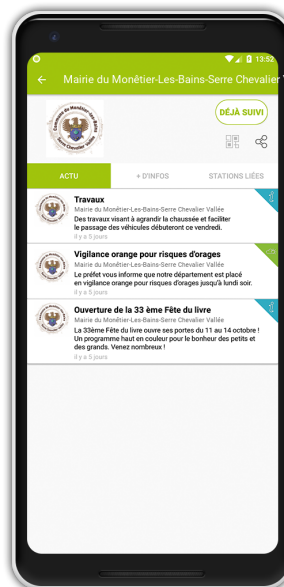 13:52
Mairie du Monêtier-Les-Bains-Serre Chevalier
DÉJÀ SUIVI
ACTU
+ D'INFOS
STATIONS LIÉES
Travaux
Mairie du Monêtier-Les-Bains-Serre Chevalier Vallée
Des travaux visant à agrandir la chaussée et faciliter
le passage des véhicules débuteront ce vendredi.
il y a 5 jours
Vigilance orange pour risques d'orages
Mairie du Monêtier-Les-Bains-Serre Chevalier Vallée
Le préfet vous informe que notre département est placé
en vigilance orange pour risques d'orages jusqu'à lundi soir.
il y a 5 jours
Ouverture de la 33 ème Fête du livre
Mairie du Monêtier-Les-Bains-Serre Chevalier Vallée
La 33ème Fête du livre ouvre ses portes du 11 au 14 octobre !
Un programme haut en couleur pour le bonheur des petits et
des grands. Venez nombreux !
il y a 5 jours